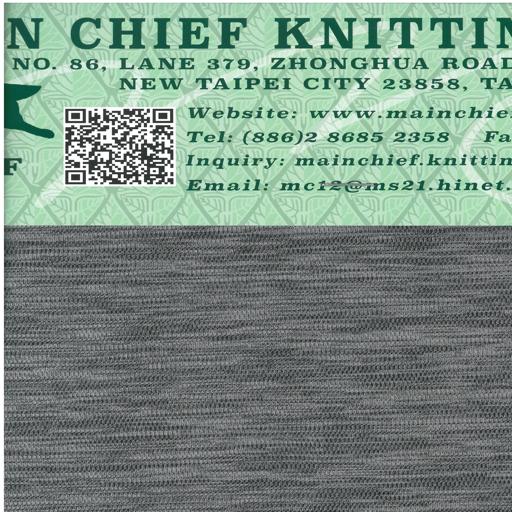 N CHIEF KNITTIN
NO. 86, LANE 379, ZHONGHUA ROAD
NEW TAIPEI CITY 23858, TA
Website: www.mainchie
Tel: (886)2 8685 2358 Fa
Inquiry: mainchief.knittin
F
Email: mc12@ms21.hinet.